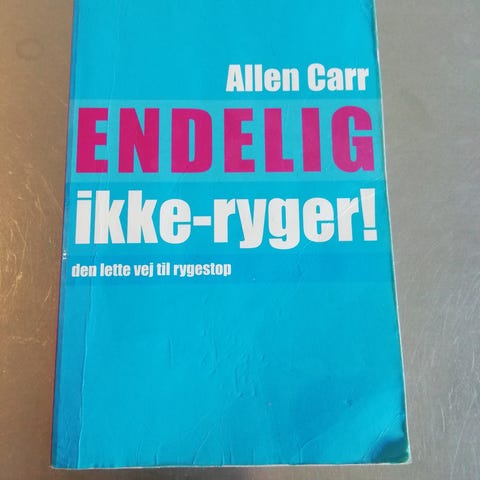 Allen Carr
ENDELIG
ikke-ryger!
den lette vej til rygestop